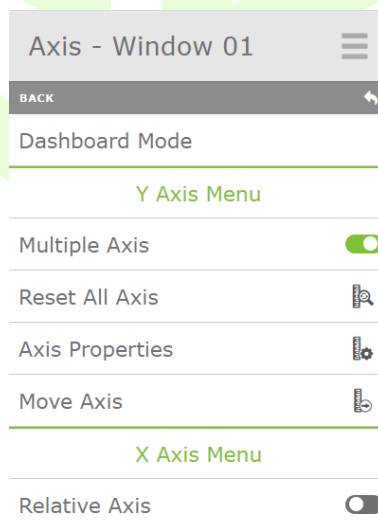 Axis - Window 01
BACK
Dashboard Mode
Y Axis Menu
Multiple Axis
Reset All Axis
Axis Properties
Move Axis
X Axis Menu
Relative Axis